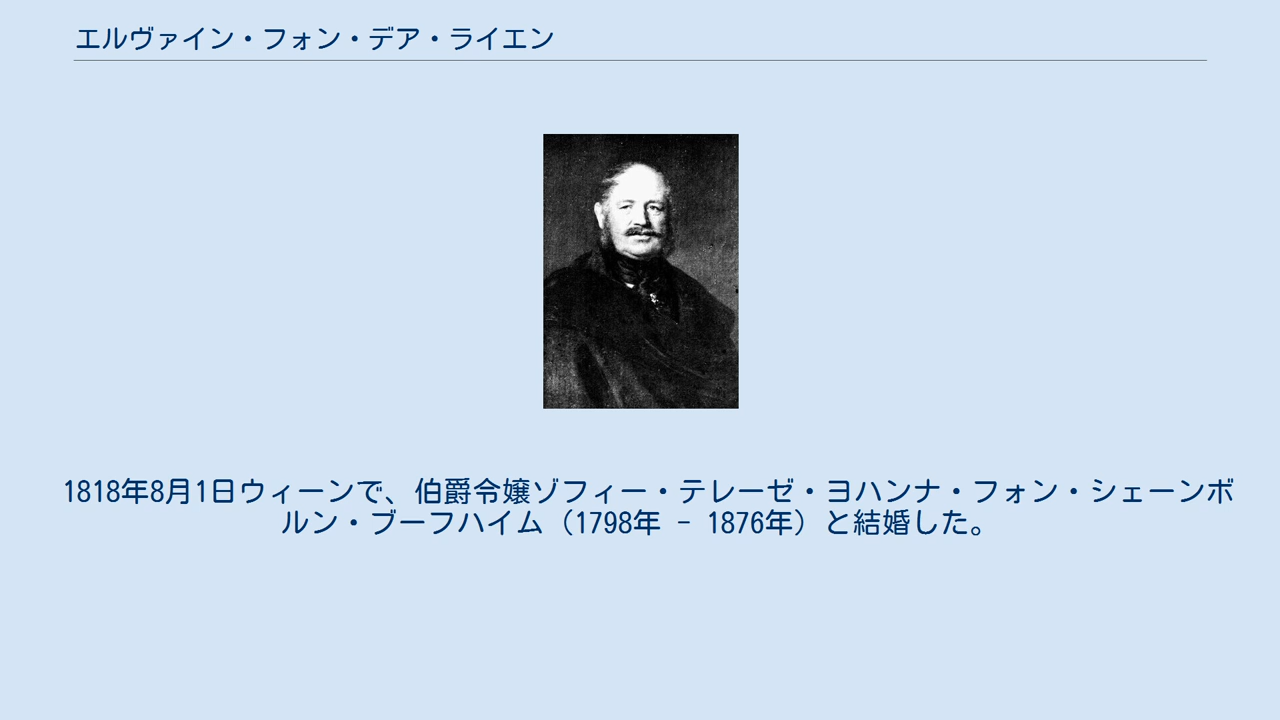 エルヴァイン・フォン・デア・ライエン
1818年8月1日ウィーンで、伯爵令嬢ゾフィー・テレーゼ・ヨハンナ・フォン・シェーンボ
ルン・ブーフハイム（1798年 - 1876年）と結婚した。